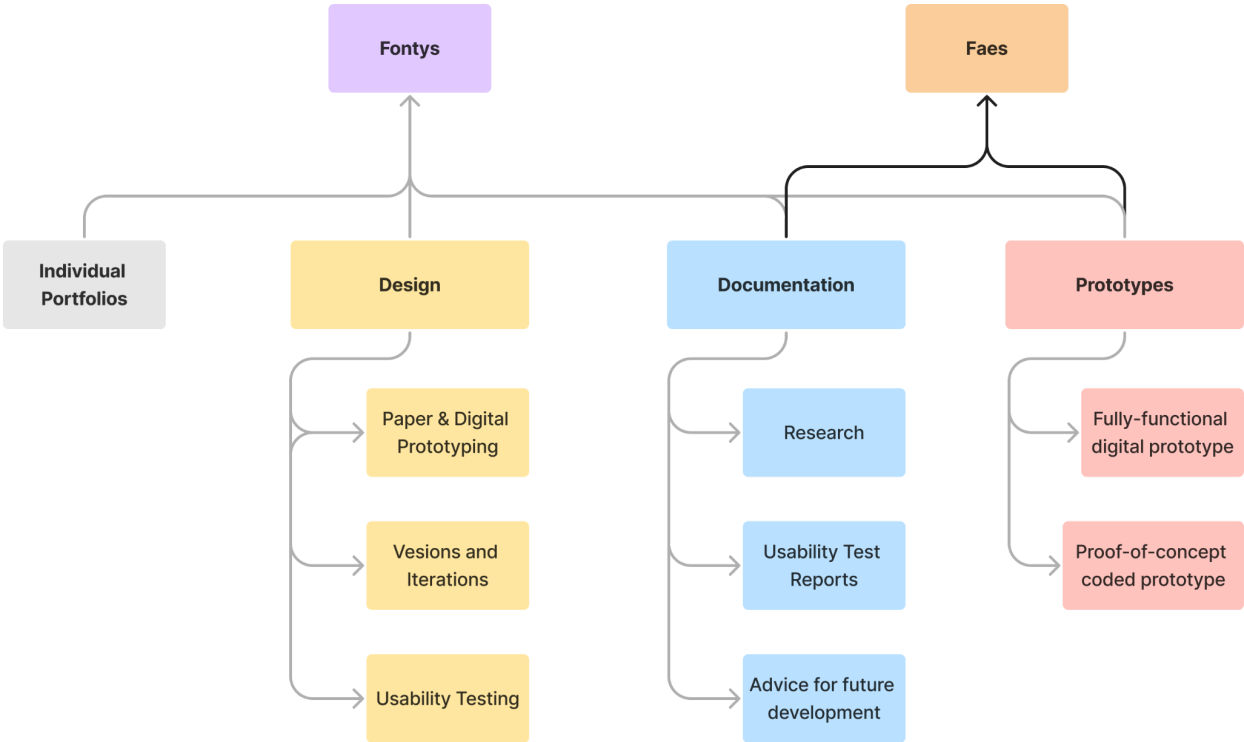 Fontys
Faes
Individual
Portfolios
Design
Documentation
Prototypes
Paper & Digital
Prototyping
Vesions and
Iterations
Usability Testing
Research
Usability Test
Reports
Advice for future
development
Fully-functional
digital prototype
Proof-of-concept
coded prototype